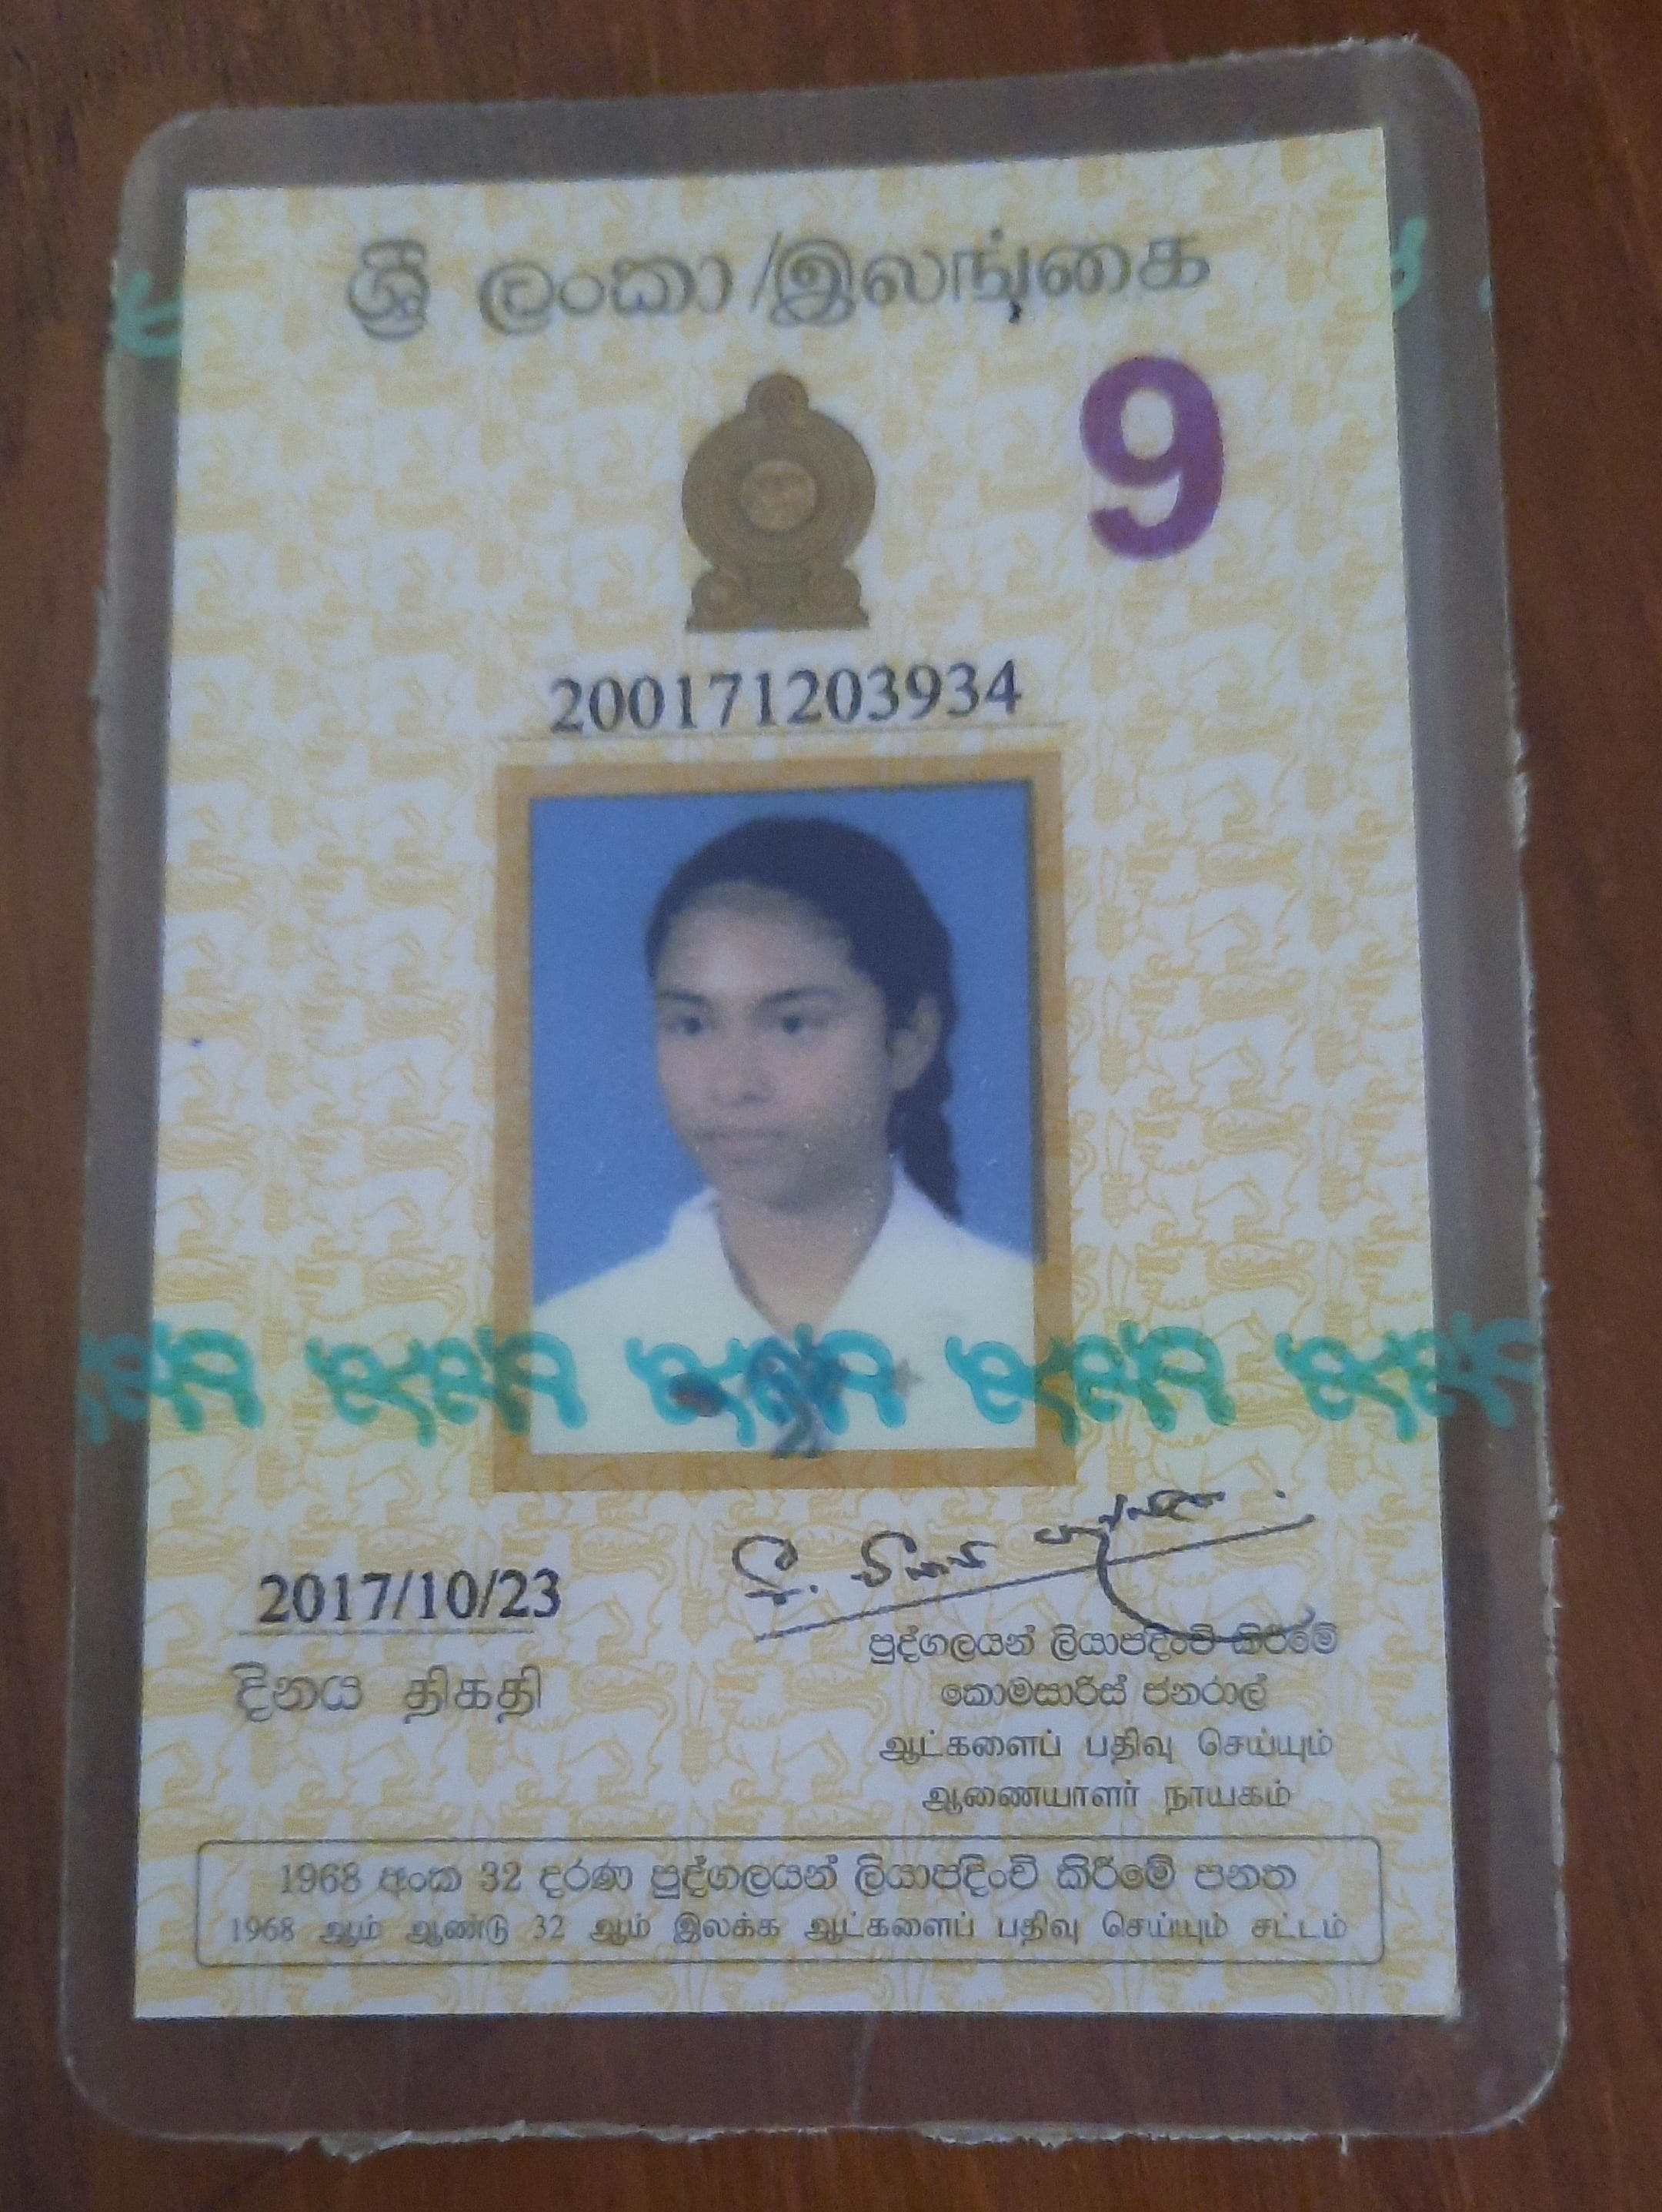 ශ්‍රී ලංකා /இலங்கை
9
200171203934
2017/10/23
දිනය திகதி
පුද්ගලයන් ලියාපදිංචි කිරීමේ
කොමසාරිස් ජනරාල්
ஆட்களைப் பதிவு செய்யும்
ஆணையாளர் நாயகம்
1968 අංක 32 දරණ පුද්ගලයන් ලියාපදිංචි කිරීමේ පනත
1968 ஆம் ஆண்டு 32 ஆம் இலக்க ஆட்களைப் பதிவு செய்யும் சட்டம்